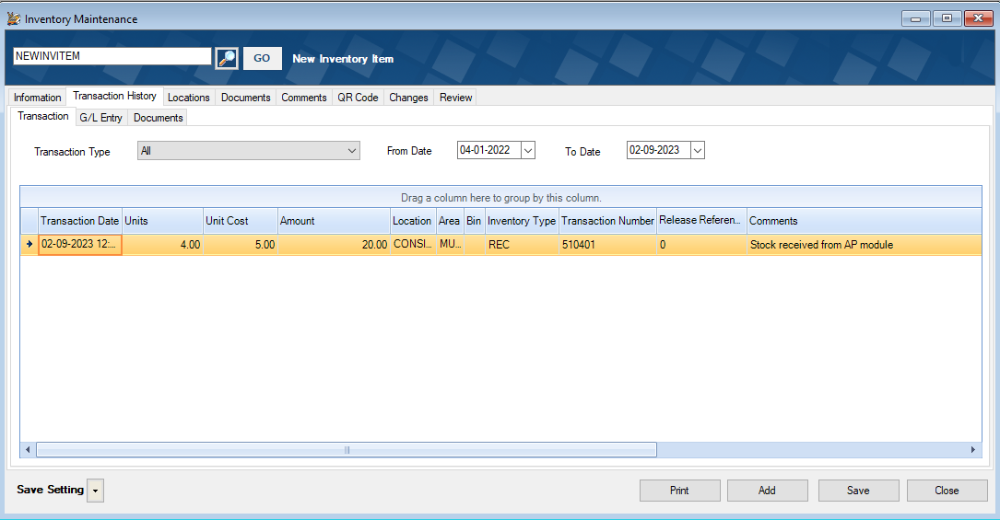 Inventory Maintenance
NEWINVITEM GO New Inventory Item
Information Transaction History Locations Documents Comments QR Code Changes Review
Transaction G/L Entry Documents
Transaction Type All From Date 04-01-2022 To Date 02-09-2023
Drag a column here to group by this column.
Transaction Date Units Unit Cost Amount Location Area Bin Inventory Type Transaction Number Release Referen... Comments
02-09-2023 12:... 4.00 5.00 20.00 CONSI... MU... REC 510401 0 Stock received from AP module
Save Setting Print Add Save Close